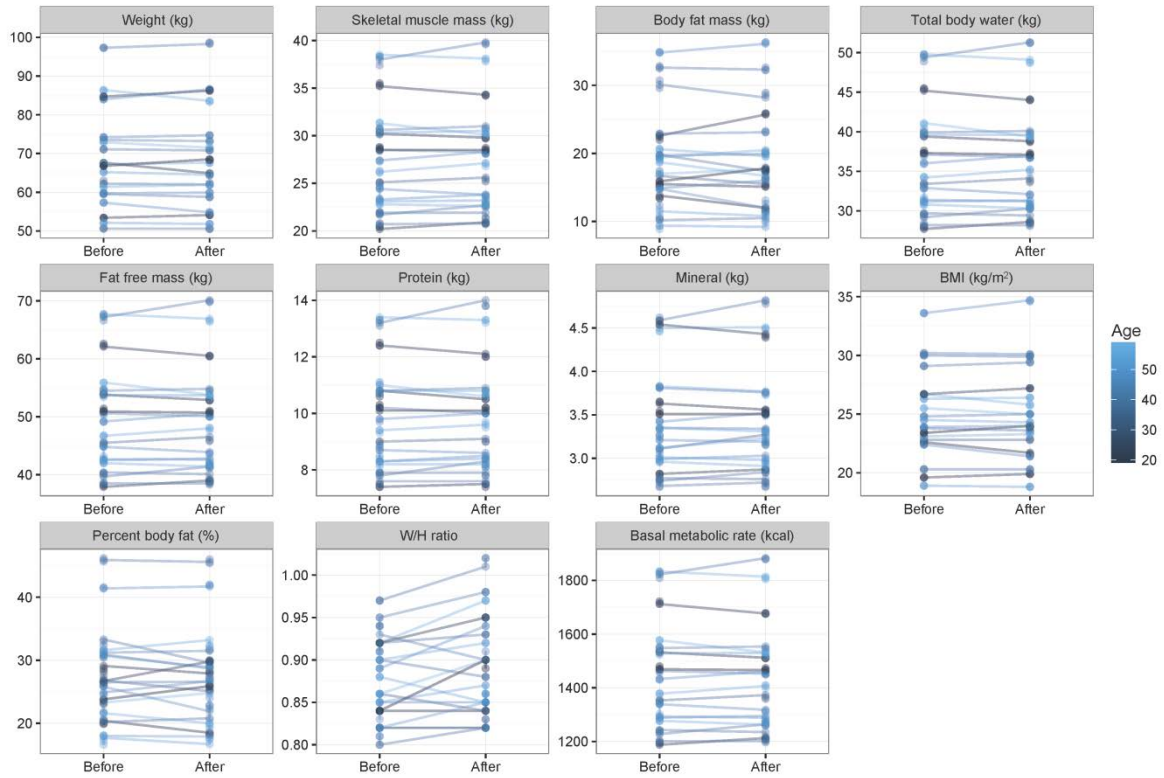 Weight (kg)
Skeletal muscle mass (kg)
Body fat mass (kg)
Total body water (kg)
100
90
80
70
60
50
40
35
30
25
20
30
20
10
50
45
40
35
30
Before After
Before After
Before After
Before After
Fat free mass (kg)
Protein (kg)
Mineral (kg)
BMI (kg/m²)
70
60
50
40
14
12
10
8
4.5
4.0
3.5
3.0
35
30
25
20
Before After
Before After
Before After
Before After
Age
50
40
30
20
Percent body fat (%)
W/H ratio
Basal metabolic rate (kcal)
40
30
20
1.00
0.95
0.90
0.85
0.80
1800
1600
1400
1200
Before After
Before After
Before After